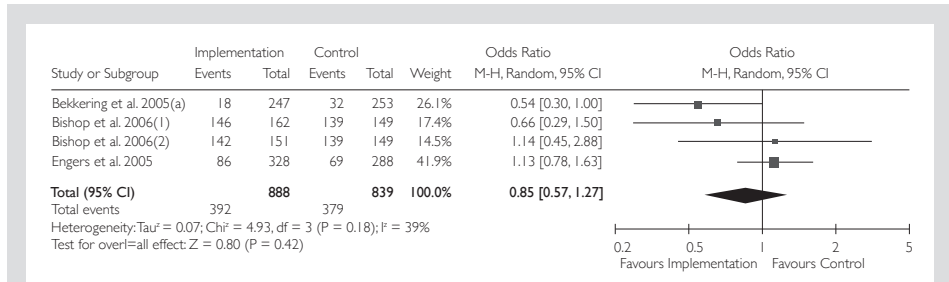 Implementation Control Odds Ratio Odds Ratio
Study or Subgroup Events Total Events Total Weight M-H, Random, 95% CI M-H, Random, 95% CI
Bekkering et al. 2005(a) 18 247 32 253 26.1% 0.54 [0.30, 1.00]
Bishop et al. 2006(1) 146 162 139 149 17.4% 0.66 [0.29, 1.50]
Bishop et al. 2006(2) 142 151 139 149 14.5% 1.14 [0.45, 2.88]
Engers et al. 2005 86 328 69 288 41.9% 1.13 [0.78, 1.63]
Total (95% CI) 888 839 100.0% 0.85 [0.57, 1.27]
Total events 392 379
Heterogeneity: Tau² = 0.07; Chi² = 4.93, df = 3 (P = 0.18); I² = 39%
Test for overl=all effect: Z = 0.80 (P = 0.42)
0.2 0.5 1 2 5
Favours Implementation Favours Control